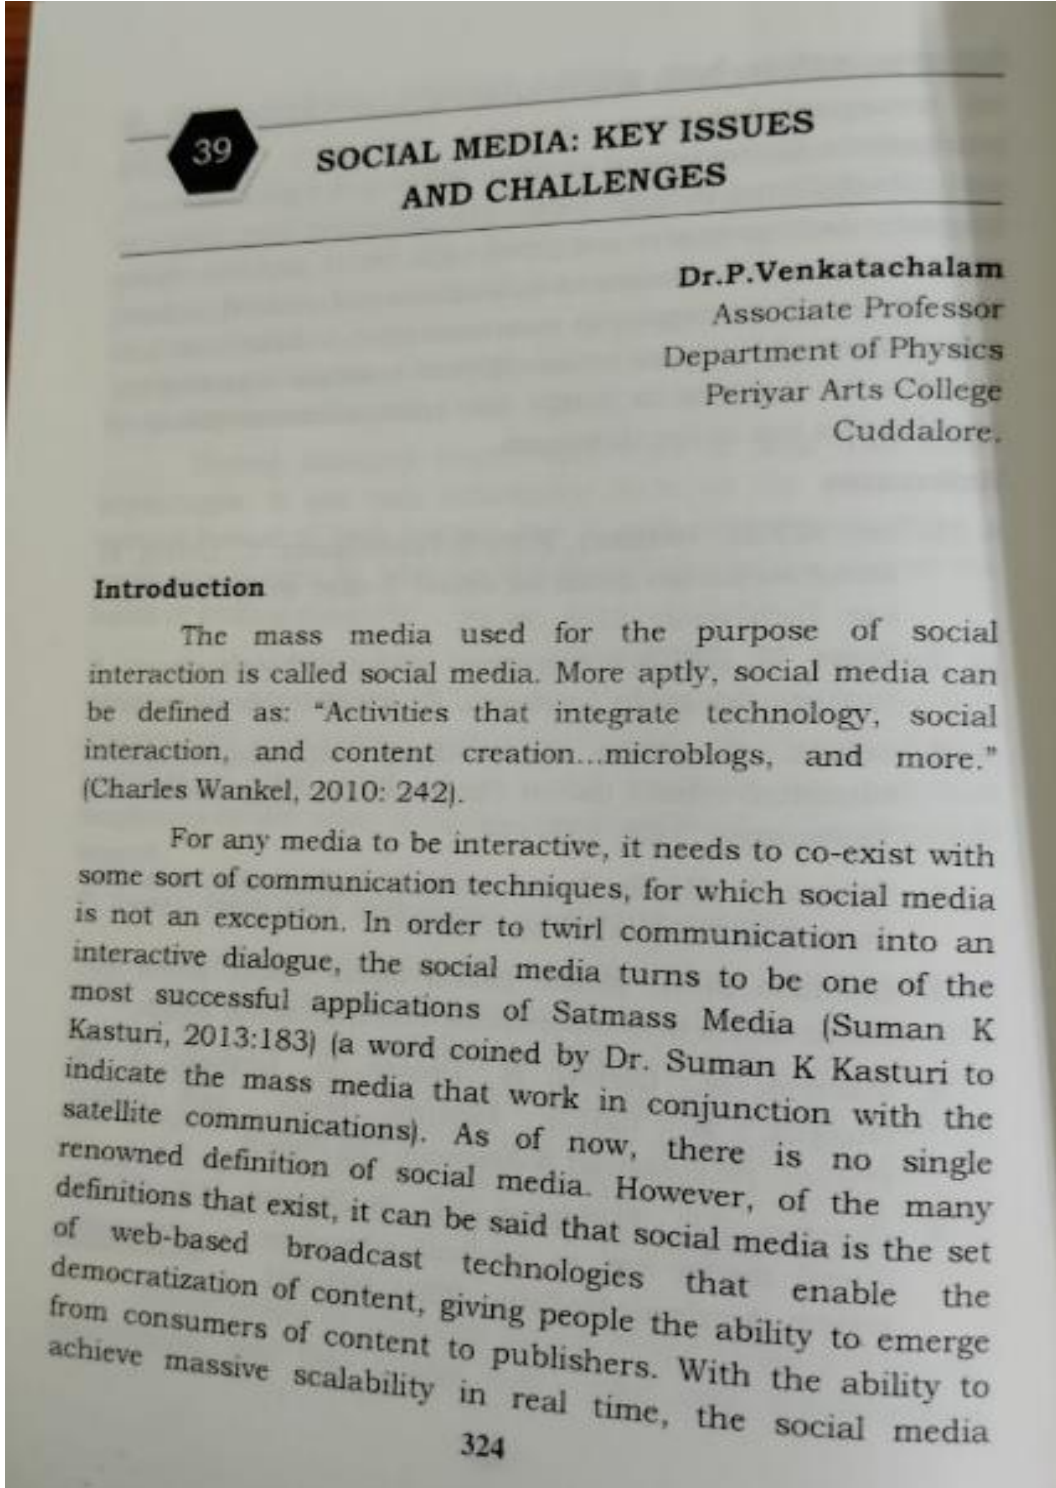 39
SOCIAL MEDIA: KEY ISSUES
AND CHALLENGES
Dr.P.Venkatachalam
Associate Professor
Department of Physics
Periyar Arts College
Cuddalore.
Introduction
The mass media used for the purpose of social
interaction is called social media. More aptly, social media can
be defined as: “Activities that integrate technology, social
interaction, and content creation...microblogs, and more.”
(Charles Wankel, 2010: 242).
For any media to be interactive, it needs to co-exist with
some sort of communication techniques, for which social media
is not an exception. In order to twirl communication into an
interactive dialogue, the social media turns to be one of the
most successful applications of Satmass Media (Suman K
Kasturi, 2013:183) (a word coined by Dr. Suman K Kasturi to
indicate the mass media that work in conjunction with the
satellite communications). As of now, there is no single
renowned definition of social media. However, of the many
definitions that exist, it can be said that social media is the set
of web-based broadcast technologies that enable the
democratization of content, giving people the ability to emerge
from consumers of content to publishers. With the ability to
achieve massive scalability in real time, the social media
324